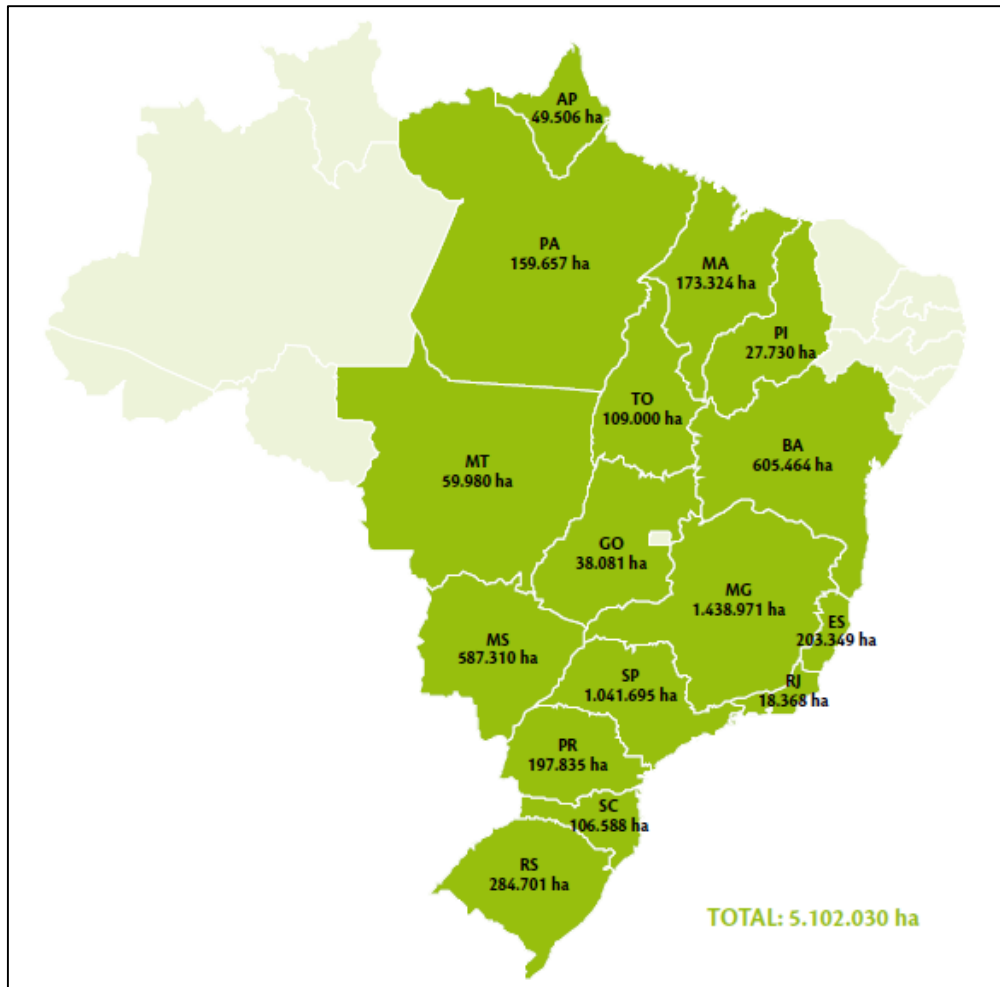 AP
49.506 ha
PA
159.657 ha
MA
173.324 ha
PI
27.730 ha
TO
109.000 ha
BA
605.464 ha
MT
59.980 ha
GO
38.081 ha
MG
1.438.971 ha
ES
203.349 ha
MS
587.310 ha
SP
1.041.695 ha
RJ
18.368 ha
PR
197.835 ha
SC
106.588 ha
RS
284.701 ha
TOTAL: 5.102.030 ha